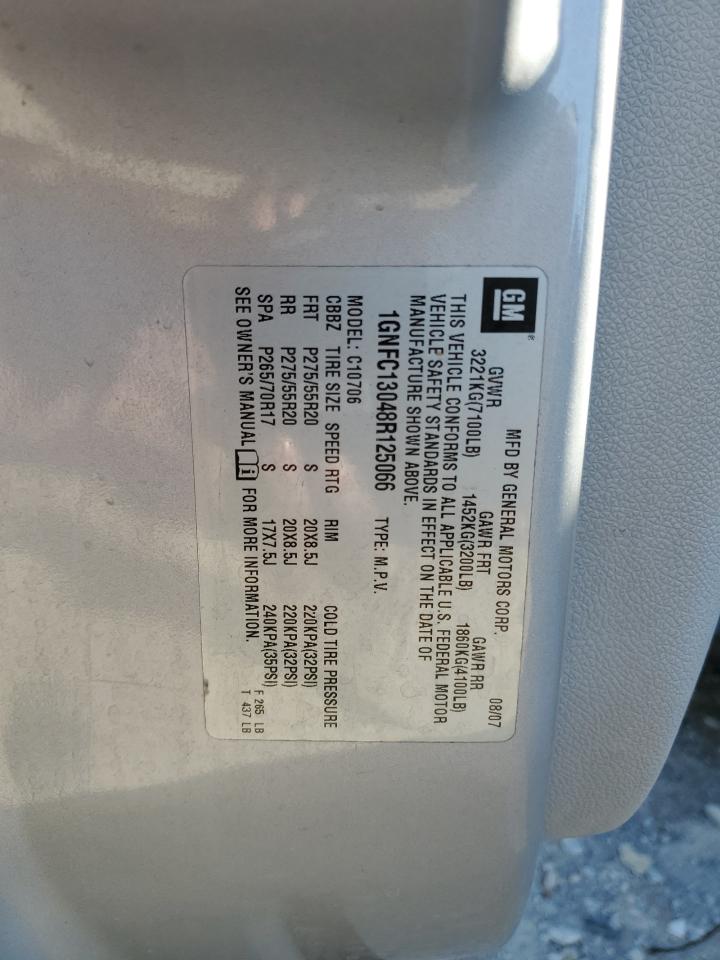 GM
MFD BY GENERAL MOTORS CORP. 08/07
GVWR GAWR FRT GAWR RR
3221KG(7100LB) 1452KG(3200LB) 1860KG(4100LB)
THIS VEHICLE CONFORMS TO ALL APPLICABLE U.S. FEDERAL MOTOR
VEHICLE SAFETY STANDARDS IN EFFECT ON THE DATE OF
MANUFACTURE SHOWN ABOVE.
1GNFC13048R125066 TYPE: M.P.V.
MODEL: C10706
CBBZ TIRE SIZE SPEED RTG RIM COLD TIRE PRESSURE
FRT P275/55R20 S 20X8.5J 220KPA(32PSI)
RR P275/55R20 S 20X8.5J 220KPA(32PSI)
SPA P265/70R17 S 17X7.5J 240KPA(35PSI)
SEE OWNER'S MANUAL i FOR MORE INFORMATION.
F 265 LB
T 437 LB